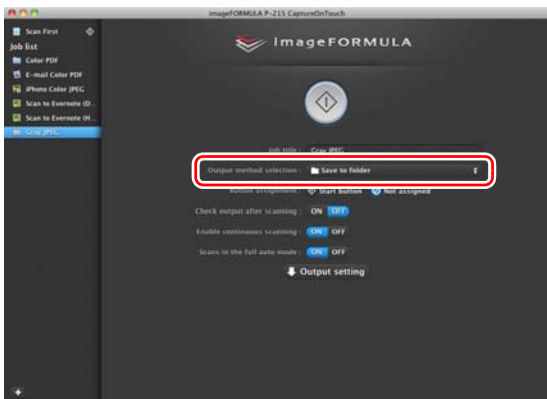 imageFORMULA P-215 CaptureOnTouch
Scan First
Job list
Color PDF
E-mail Color PDF
iPhoto Color JPEG
Scan to Evernote (D...
Scan to Evernote (H...
Gray JPEG
imageFORMULA
Job title : Gray JPEG
Output method selection : Save to folder
Button assignment : Start button Not assigned
Check output after scanning : ON OFF
Enable continuous scanning : ON OFF
Scans in the full auto mode : ON OFF
Output setting